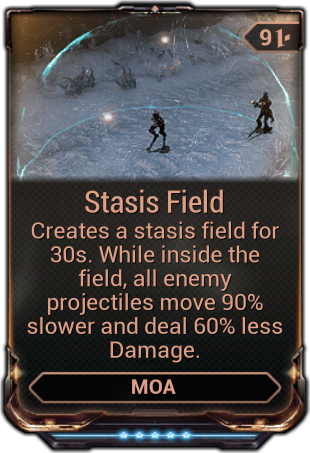 91
Stasis Field
Creates a stasis field for
30s. While inside the
field, all enemy
projectiles move 90%
slower and deal 60% less
Damage.
MOA